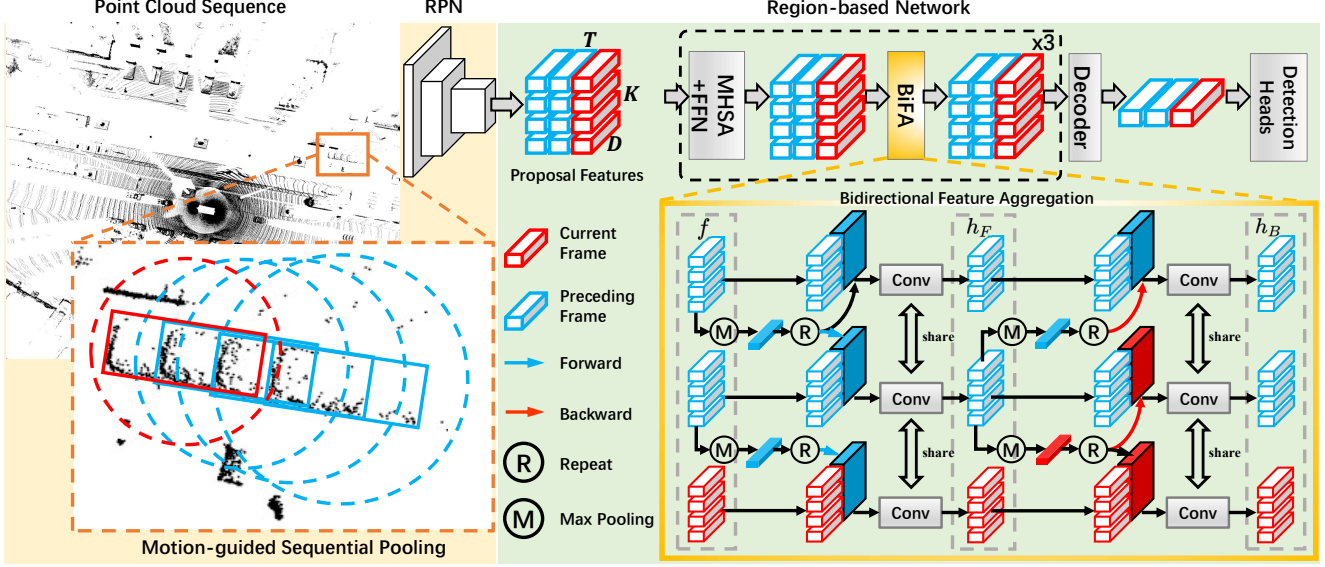 Point Cloud Sequence
RPN
Region-based Network
T
K
D
Proposal Features
MHSA
+FFN
BiFA
x3
Decoder
Detection
Heads
Bidirectional Feature Aggregation
Current
Frame
Preceding
Frame
Forward
Backward
R
Repeat
M
Max Pooling
Motion-guided Sequential Pooling
f
h_F
h_B
Conv
Conv
M
R
share
M
R
share
Conv
Conv
M
R
share
M
R
share
Conv
Conv